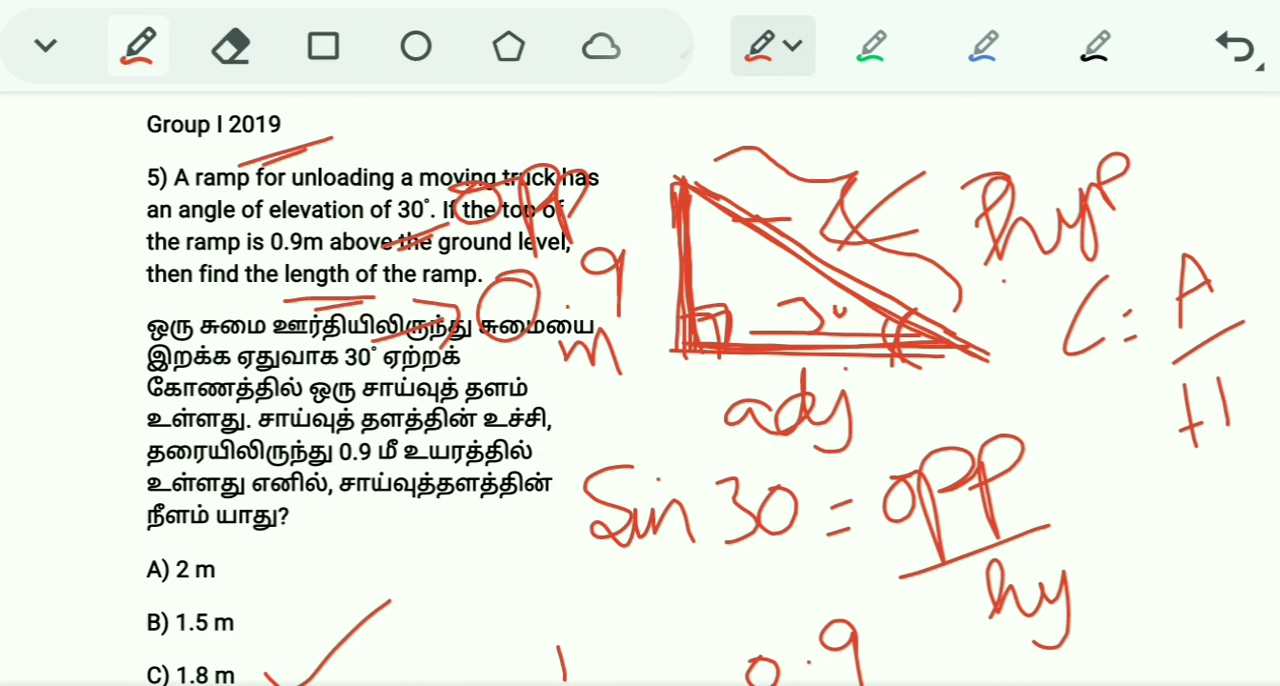 Group I 2019
5) A ramp for unloading a moving truck has
an angle of elevation of 30°. If the top of
the ramp is 0.9m above the ground level,
then find the length of the ramp.
ஒரு சுமை ஊர்தியிலிருந்து சுமையை
இறக்க ஏதுவாக 30° ஏற்றக்
கோணத்தில் ஒரு சாய்வுத் தளம்
உள்ளது. சாய்வுத் தளத்தின் உச்சி,
தரையிலிருந்து 0.9 மீ உயரத்தில்
உள்ளது எனில், சாய்வுத்தளத்தின்
நீளம் யாது?
A) 2 m
B) 1.5 m
C) 1.8 m
opp
0.9
m
hyp
adj
C = A
H
Sin 30 = opp
hy
1
0.9